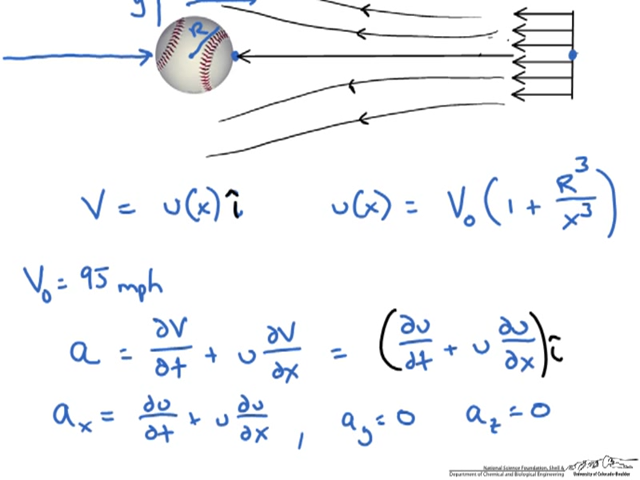 y
R
V = u(x) î u(x) = V₀ (1 + R³/x³)
V₀ = 95 mph
a = ∂V/∂t + u ∂V/∂x = (∂u/∂t + u ∂u/∂x) î
aₓ = ∂u/∂t + u ∂u/∂x , a_y = 0 a_z = 0
National Science Foundation, Shell &
Department of Chemical and Biological Engineering University of Colorado Boulder